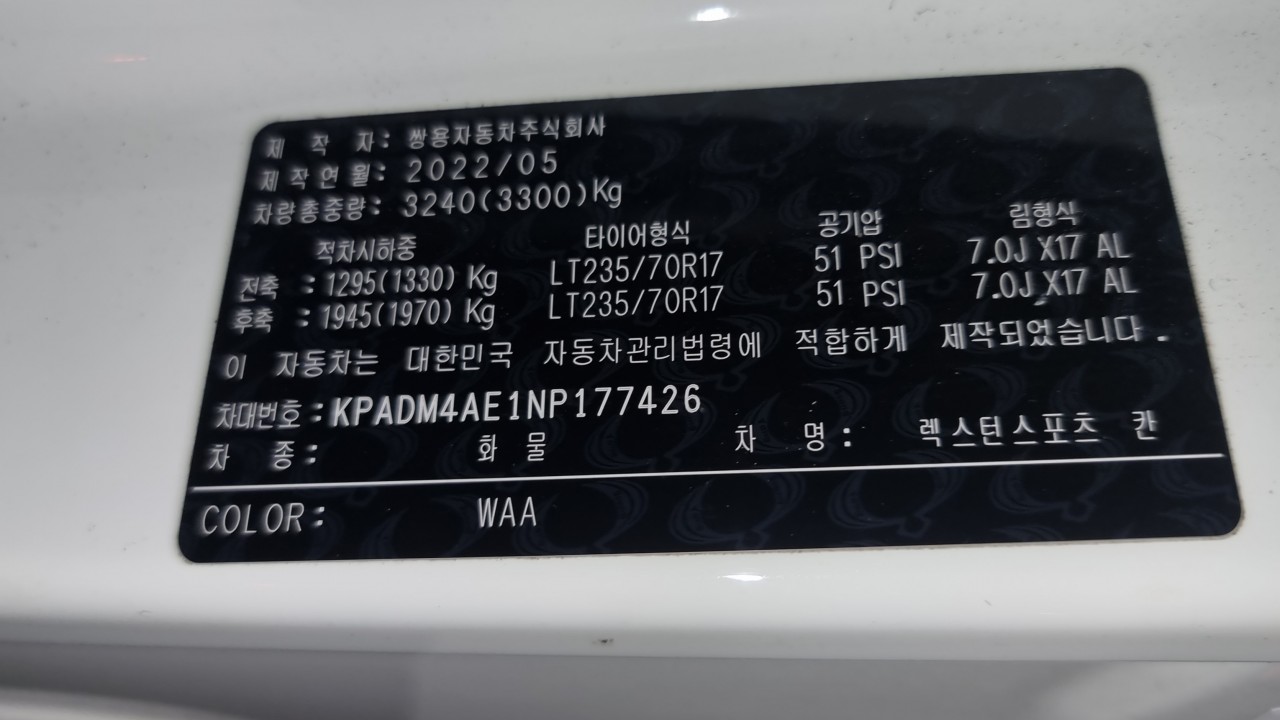 제 작 자: 쌍용자동차주식회사
제작연월: 2022/05
차량총중량: 3240(3300)Kg
적차시하중 타이어형식 공기압 림형식
전축 : 1295(1330) Kg LT235/70R17 51 PSI 7.0J X17 AL
후축 : 1945(1970) Kg LT235/70R17 51 PSI 7.0J X17 AL
이 자동차는 대한민국 자동차관리법령에 적합하게 제작되었습니다.
차대번호: KPADM4AE1NP177426
차 종: 화 물 차 명: 렉스턴스포츠 칸
COLOR: WAA